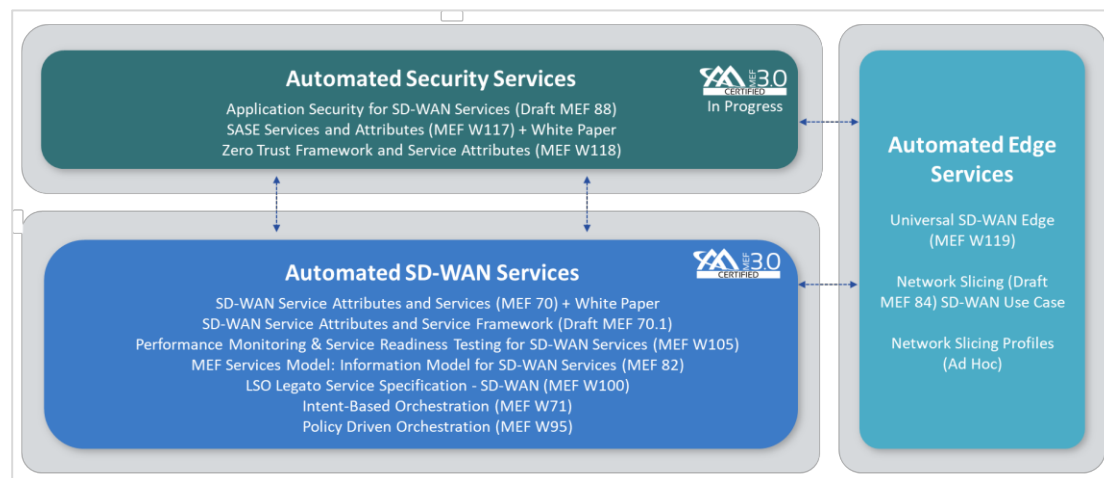 Automated Security Services
MEF 3.0
CERTIFIED
In Progress
Application Security for SD-WAN Services (Draft MEF 88)
SASE Services and Attributes (MEF W117) + White Paper
Zero Trust Framework and Service Attributes (MEF W118)
Automated SD-WAN Services
MEF 3.0
CERTIFIED
SD-WAN Service Attributes and Services (MEF 70) + White Paper
SD-WAN Service Attributes and Service Framework (Draft MEF 70.1)
Performance Monitoring & Service Readiness Testing for SD-WAN Services (MEF W105)
MEF Services Model: Information Model for SD-WAN Services (MEF 82)
LSO Legato Service Specification - SD-WAN (MEF W100)
Intent-Based Orchestration (MEF W71)
Policy Driven Orchestration (MEF W95)
Automated Edge
Services
Universal SD-WAN Edge
(MEF W119)
Network Slicing (Draft
MEF 84) SD-WAN Use Case
Network Slicing Profiles
(Ad Hoc)